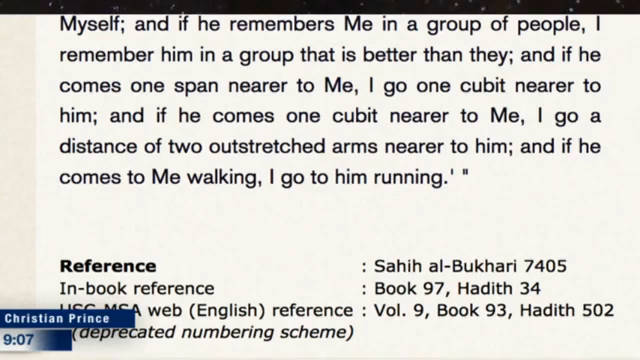 Myself; and if he remembers Me in a group of people, I
remember him in a group that is better than they; and if he
comes one span nearer to Me, I go one cubit nearer to
him; and if he comes one cubit nearer to Me, I go a
distance of two outstretched arms nearer to him; and if he
comes to Me walking, I go to him running.' "
Reference : Sahih al-Bukhari 7405
In-book reference : Book 97, Hadith 34
USC-MSA web (English) reference : Vol. 9, Book 93, Hadith 502
(deprecated numbering scheme)
Christian Prince
9:07